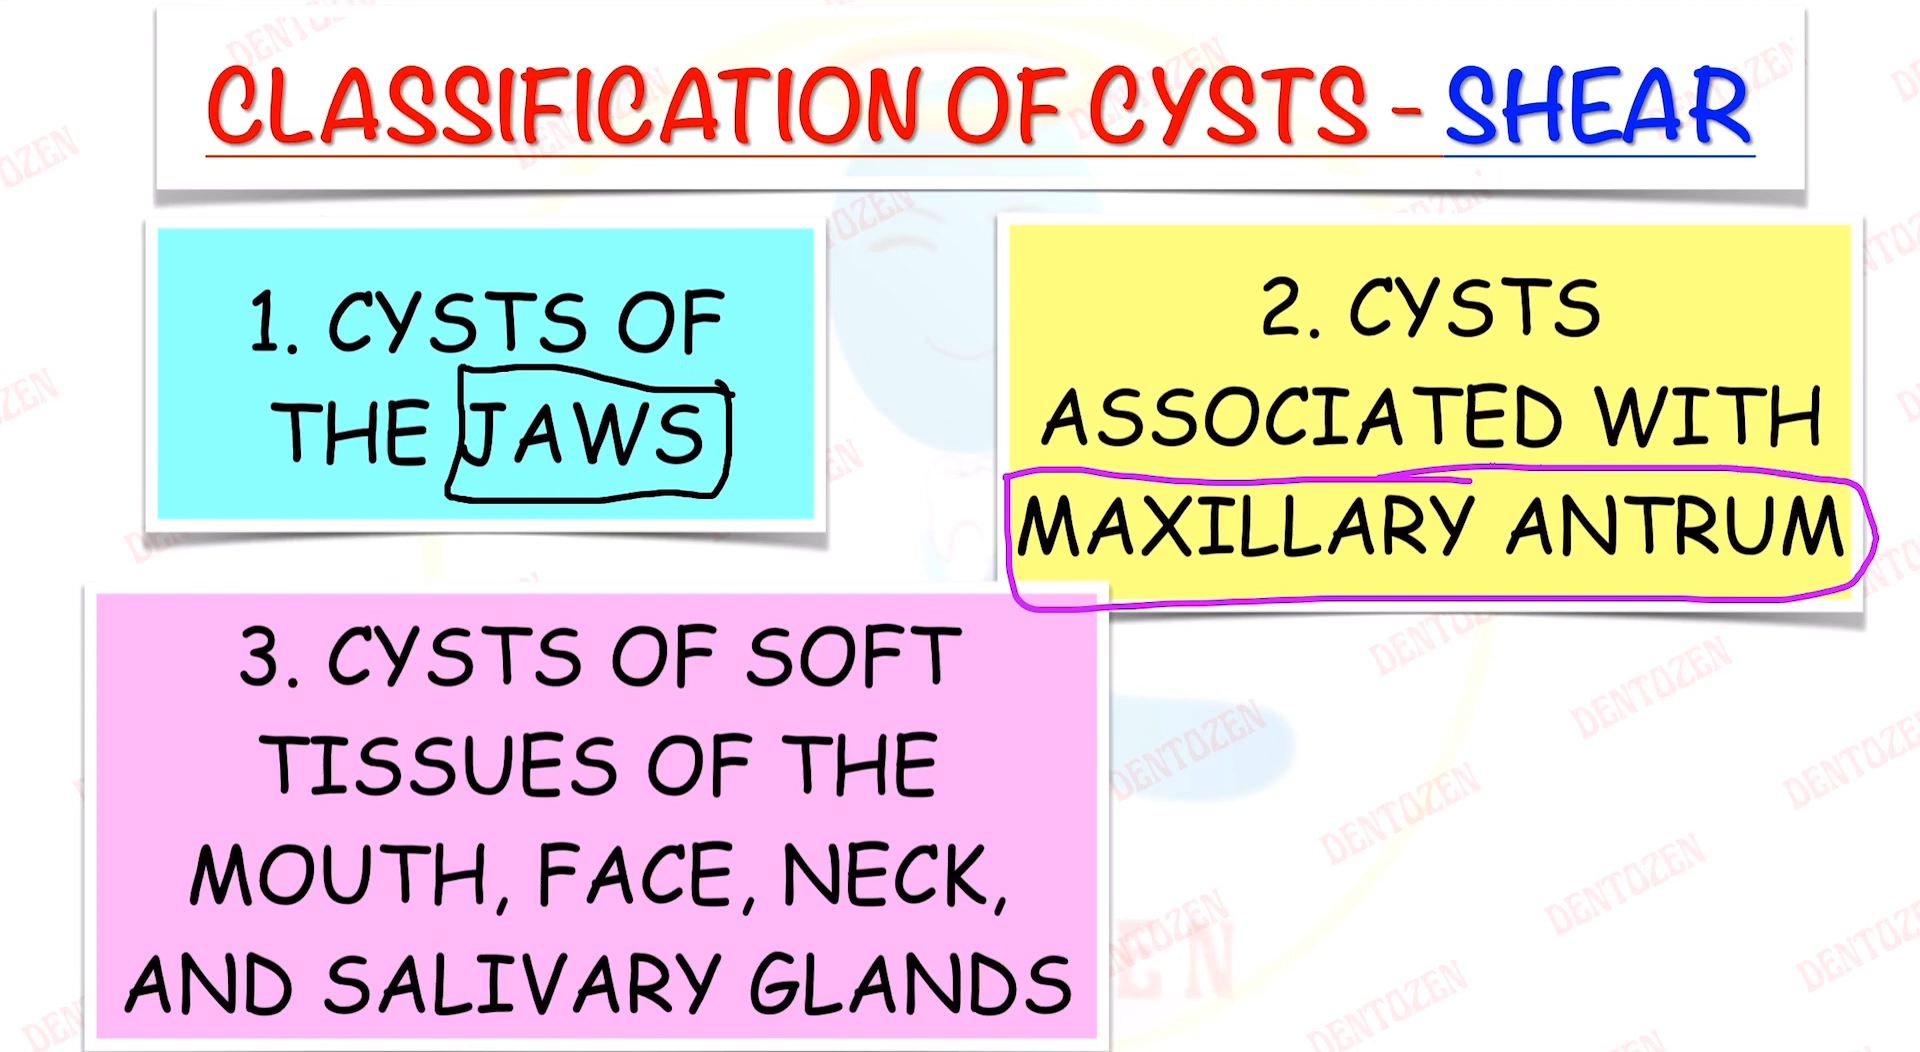 CLASSIFICATION OF CYSTS - SHEAR
1. CYSTS OF
THE JAWS
2. CYSTS
ASSOCIATED WITH
MAXILLARY ANTRUM
3. CYSTS OF SOFT
TISSUES OF THE
MOUTH, FACE, NECK,
AND SALIVARY GLANDS
DENTOZEN